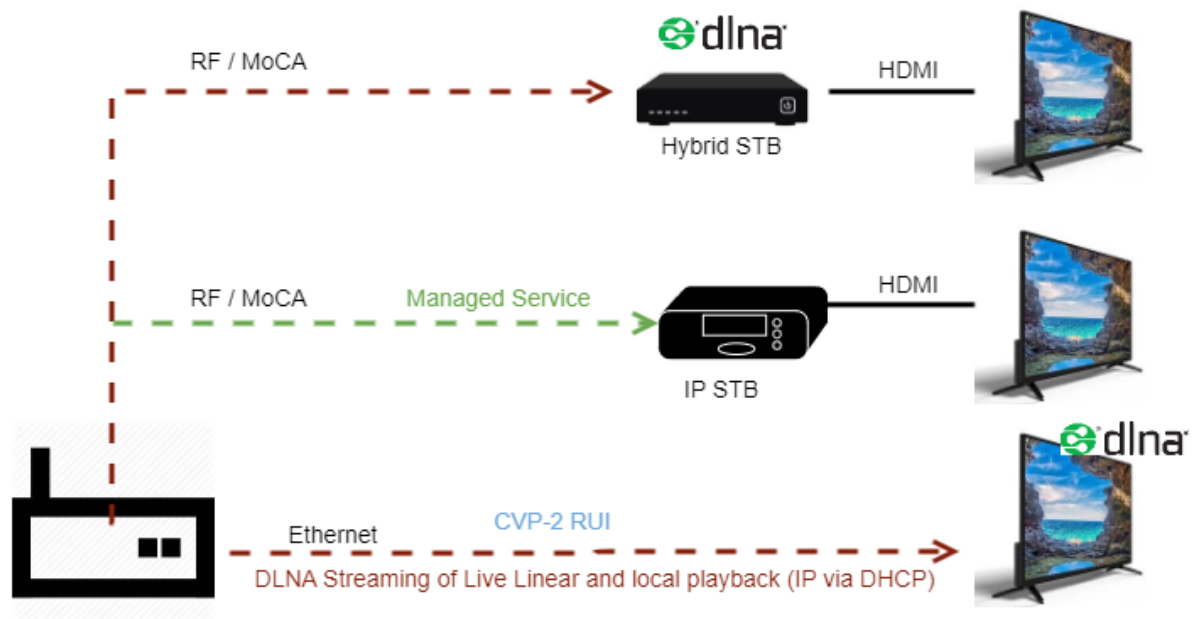 dlna
RF / MoCA
HDMI
Hybrid STB
RF / MoCA
Managed Service
HDMI
IP STB
dlna
Ethernet
CVP-2 RUI
DLNA Streaming of Live Linear and local playback (IP via DHCP)